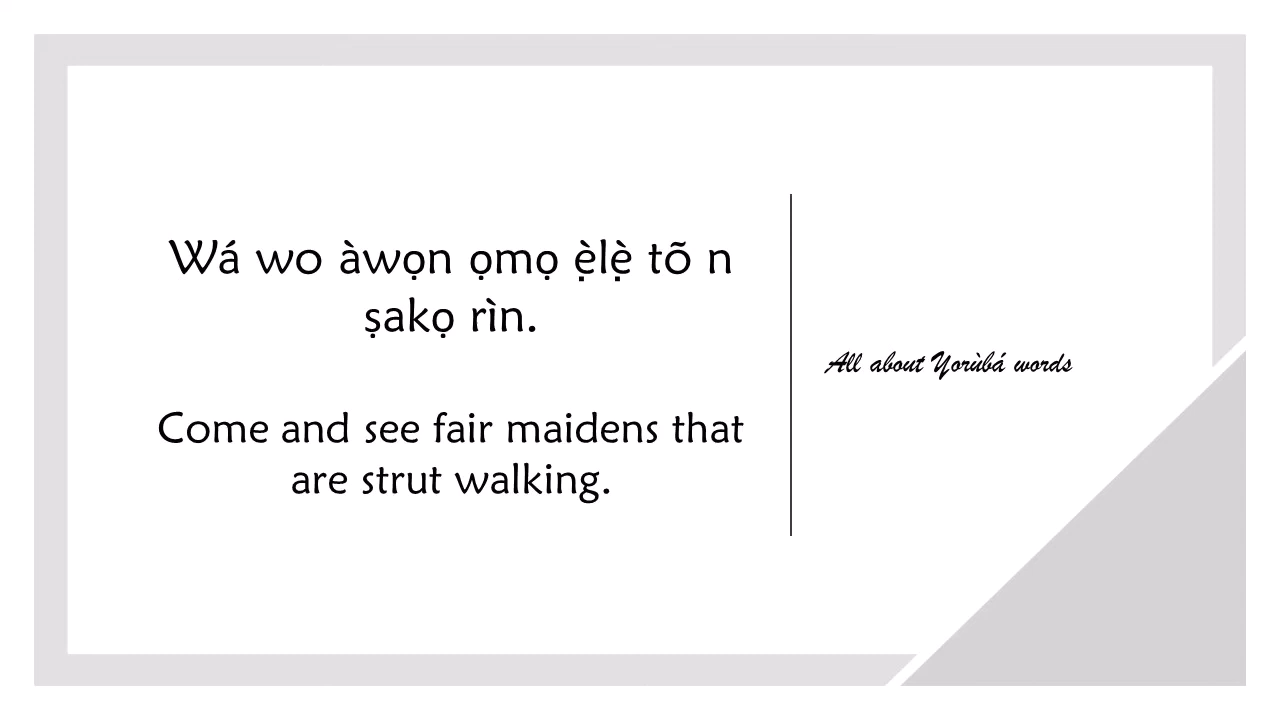 Wá wo àwọn ọmọ ẹ̀lẹ̀ tõ n
ṣakọ rìn.
Come and see fair maidens that
are strut walking.
All about Yorùbá words